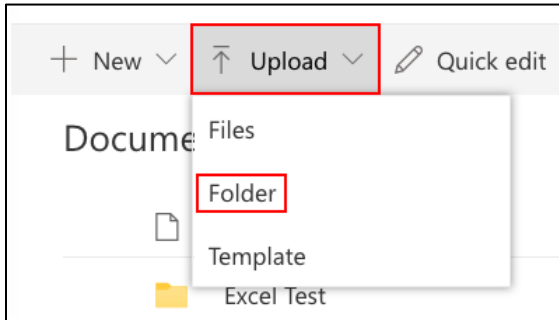 New Upload Quick edit
Docume
Files
Folder
Template
Excel Test